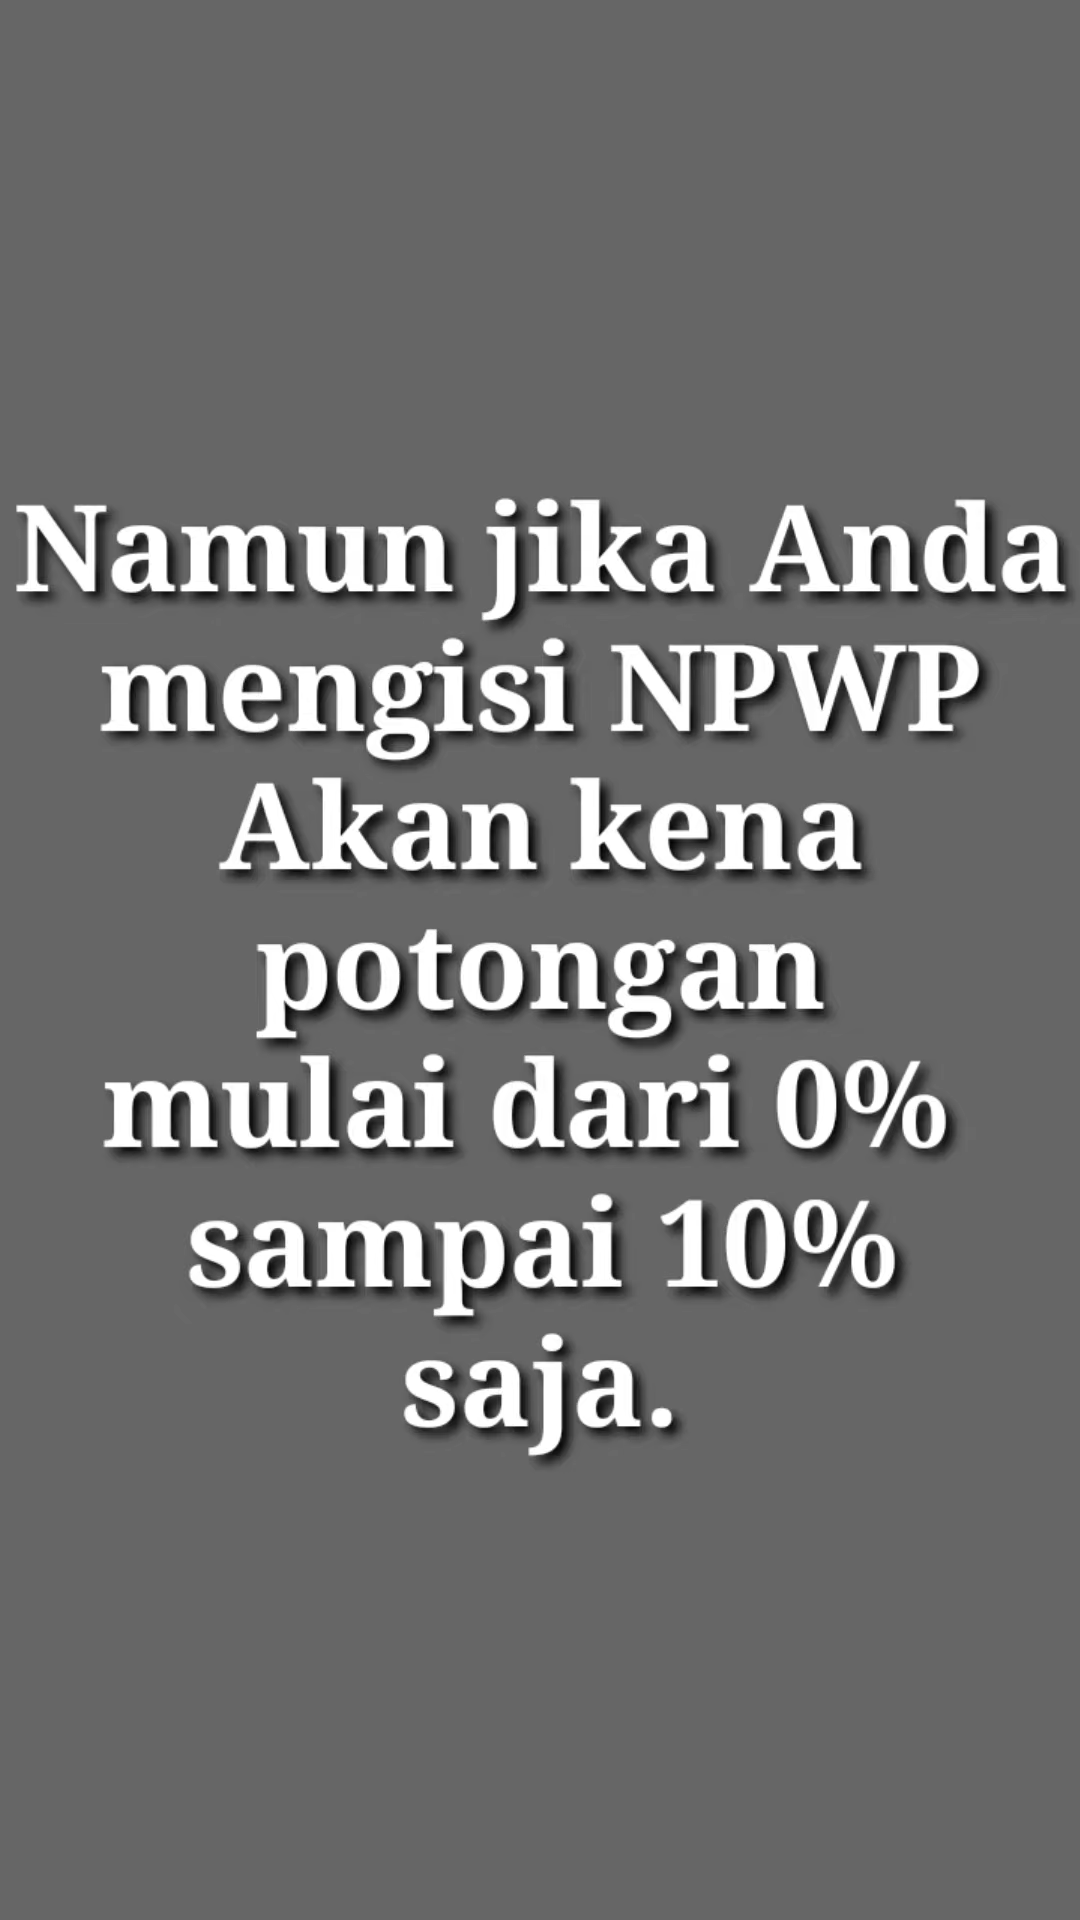 Namun jika Anda
mengisi NPWP
Akan kena
potongan
mulai dari 0%
sampai 10%
saja.